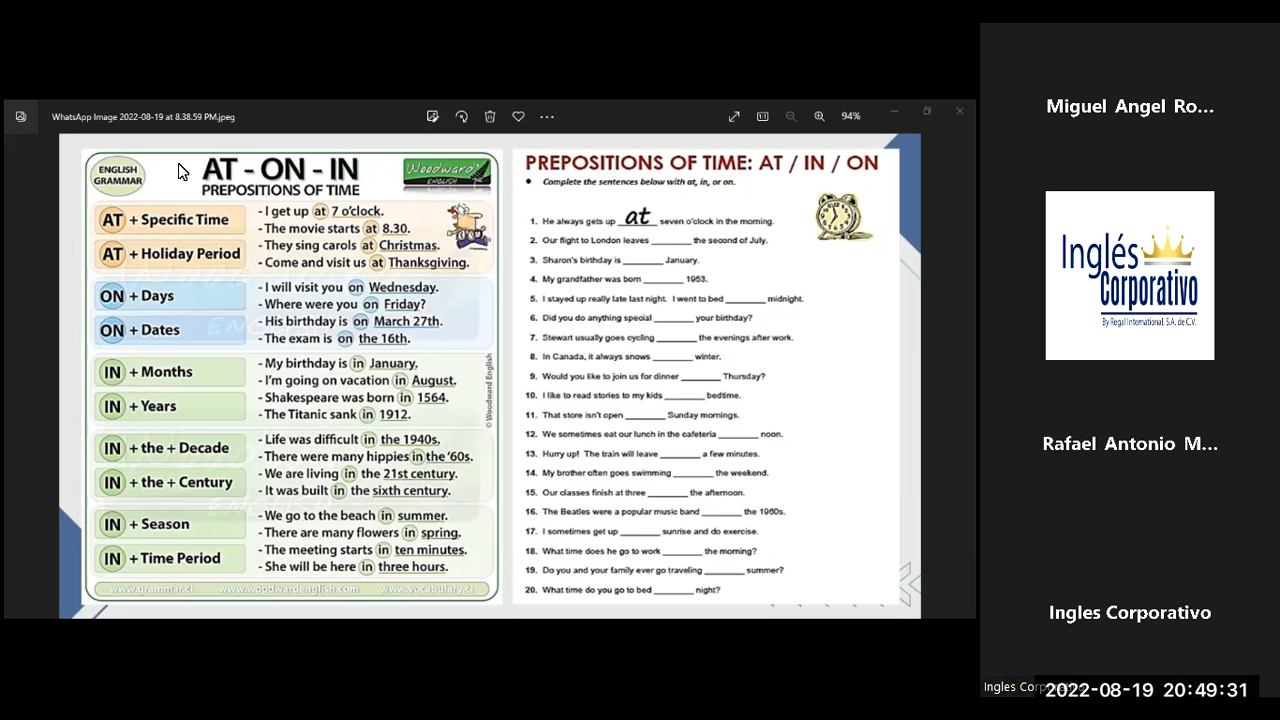 WhatsApp Image 2022-08-19 at 8.38.59 PM.jpeg
94%
ENGLISH
GRAMMAR
AT - ON - IN
PREPOSITIONS OF TIME
Woodward
ENGLISH
AT + Specific Time
- I get up at 7 o'clock.
- The movie starts at 8.30.
AT + Holiday Period
- They sing carols at Christmas.
- Come and visit us at Thanksgiving.
ON + Days
- I will visit you on Wednesday.
- Where were you on Friday?
ON + Dates
- His birthday is on March 27th.
- The exam is on the 16th.
IN + Months
- My birthday is in January.
- I'm going on vacation in August.
IN + Years
- Shakespeare was born in 1564.
- The Titanic sank in 1912.
IN + the + Decade
- Life was difficult in the 1940s.
- There were many hippies in the '60s.
IN + the + Century
- We are living in the 21st century.
- It was built in the sixth century.
IN + Season
- We go to the beach in summer.
- There are many flowers in spring.
IN + Time Period
- The meeting starts in ten minutes.
- She will be here in three hours.
© Woodward English
www.grammar.cl www.woodwardenglish.com www.vocabulary.cl
PREPOSITIONS OF TIME: AT / IN / ON
• Complete the sentences below with at, in, or on.
1. He always gets up at seven o'clock in the morning.
2. Our flight to London leaves ________ the second of July.
3. Sharon's birthday is ________ January.
4. My grandfather was born ________ 1953.
5. I stayed up really late last night. I went to bed ________ midnight.
6. Did you do anything special ________ your birthday?
7. Stewart usually goes cycling ________ the evenings after work.
8. In Canada, it always snows ________ winter.
9. Would you like to join us for dinner ________ Thursday?
10. I like to read stories to my kids ________ bedtime.
11. That store isn't open ________ Sunday mornings.
12. We sometimes eat our lunch in the cafeteria ________ noon.
13. Hurry up! The train will leave ________ a few minutes.
14. My brother often goes swimming ________ the weekend.
15. Our classes finish at three ________ the afternoon.
16. The Beatles were a popular music band ________ the 1960s.
17. I sometimes get up ________ sunrise and do exercise.
18. What time does he go to work ________ the morning?
19. Do you and your family ever go traveling ________ summer?
20. What time do you go to bed ________ night?
Miguel Angel Ro...
Inglés
Corporativo
By Regal International, S.A. de C.V.
Rafael Antonio M...
Ingles Corporativo
Ingles Corpora
2022-08-19 20:49:31